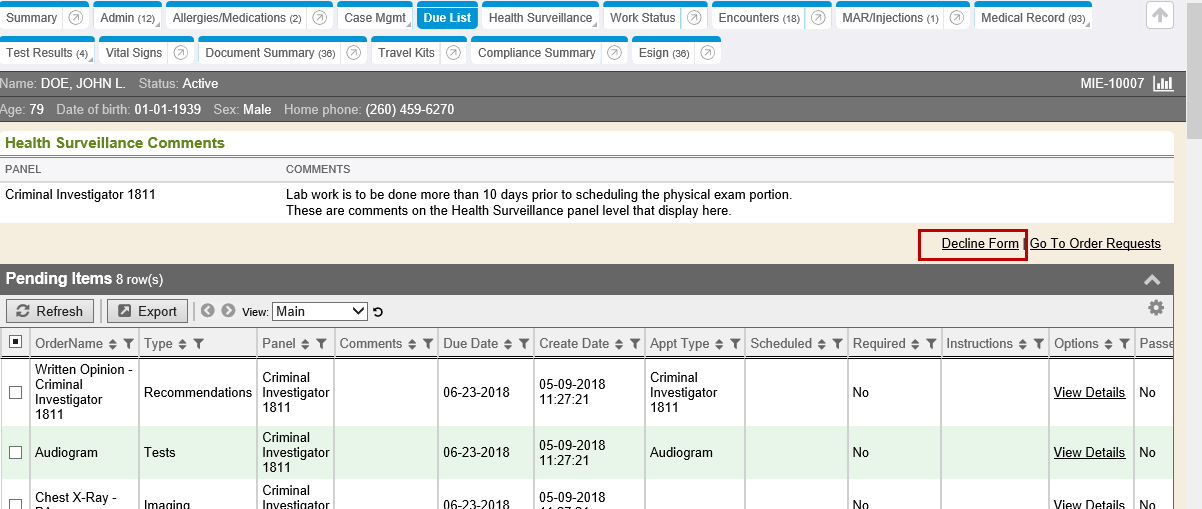 Summary Admin (12) Allergies/Medications (2) Case Mgmt Due List Health Surveillance Work Status Encounters (18) MAR/Injections (1) Medical Record (93)
Test Results (4) Vital Signs Document Summary (36) Travel Kits Compliance Summary Esign (36)
Name: DOE, JOHN L. Status: Active MIE-10007
Age: 79 Date of birth: 01-01-1939 Sex: Male Home phone: (260) 459-6270
Health Surveillance Comments
PANEL COMMENTS
Criminal Investigator 1811 Lab work is to be done more than 10 days prior to scheduling the physical exam portion.
These are comments on the Health Surveillance panel level that display here.
Decline Form | Go To Order Requests
Pending Items 8 row(s)
Refresh Export View: Main
OrderName Type Panel Comments Due Date Create Date Appt Type Scheduled Required Instructions Options Passe
Written Opinion -
Criminal
Investigator
1811
Recommendations
Criminal
Investigator
1811
06-23-2018
05-09-2018
11:27:21
Criminal
Investigator
1811
No
View Details
No
Audiogram
Tests
Criminal
Investigator
1811
06-23-2018
05-09-2018
11:27:21
Audiogram
No
View Details
No
Chest X-Ray -
Imaging
Criminal
Investigator
06-23-2018
05-09-2018
11:27:21
No
View Details
No